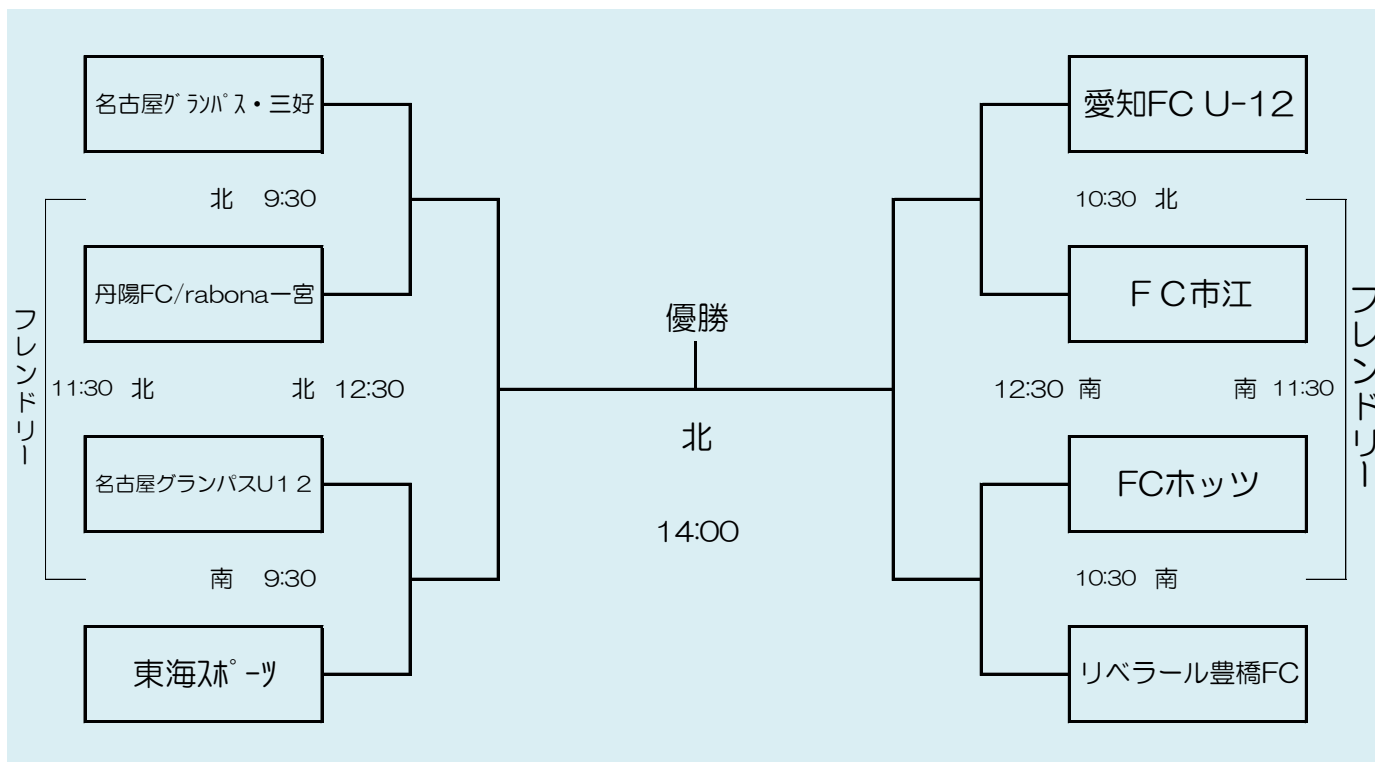 名古屋ｸﾞﾗﾝﾊﾟｽ・三好
北 9:30
丹陽FC/rabona一宮
フレンドリー
11:30 北
北 12:30
名古屋グランパスU１２
南 9:30
東海ｽﾎﾟｰﾂ
優勝
北
14:00
愛知FC U-12
10:30 北
ＦＣ市江
12:30 南
南 11:30
フレンドリー
FCホッツ
10:30 南
リベラール豊橋FC